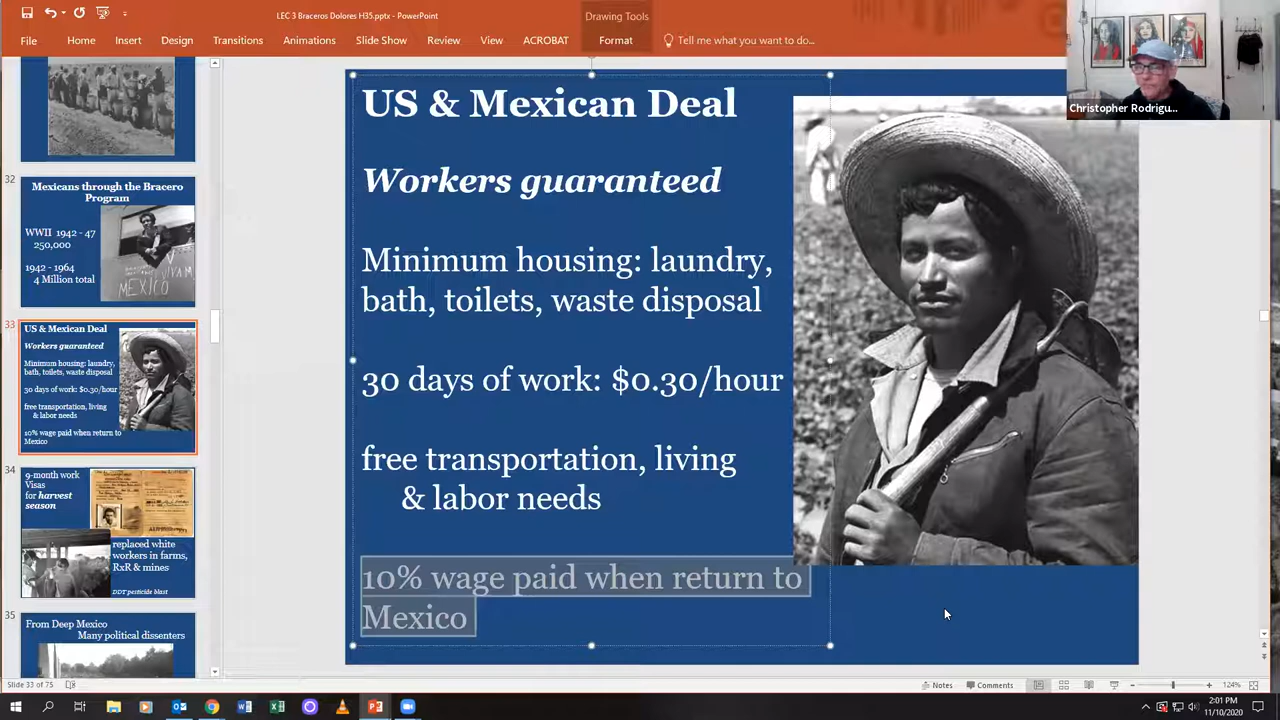 LEC 3 Braceros Dolores H35.pptx - PowerPoint
Drawing Tools
File Home Insert Design Transitions Animations Slide Show Review View ACROBAT Format Tell me what you want to do...
Christopher Rodrigu...
32
Mexicans through the Bracero
Program
WWII 1942 - 47
250,000
1942 - 1964
4 Million total
MEXICO
33
US & Mexican Deal
Workers guaranteed
Minimum housing: laundry,
bath, toilets, waste disposal
30 days of work: $0.30/hour
free transportation, living
& labor needs
10% wage paid when return to
Mexico
34
9-month work
Visas
for harvest
season
replaced white
workers in farms,
RxR & mines
DDT pesticide blast
35
From Deep Mexico
Many political dissenters
US & Mexican Deal
Workers guaranteed
Minimum housing: laundry,
bath, toilets, waste disposal
30 days of work: $0.30/hour
free transportation, living
& labor needs
10% wage paid when return to
Mexico
Slide 33 of 75
Notes Comments 124%
2:01 PM
11/10/2020